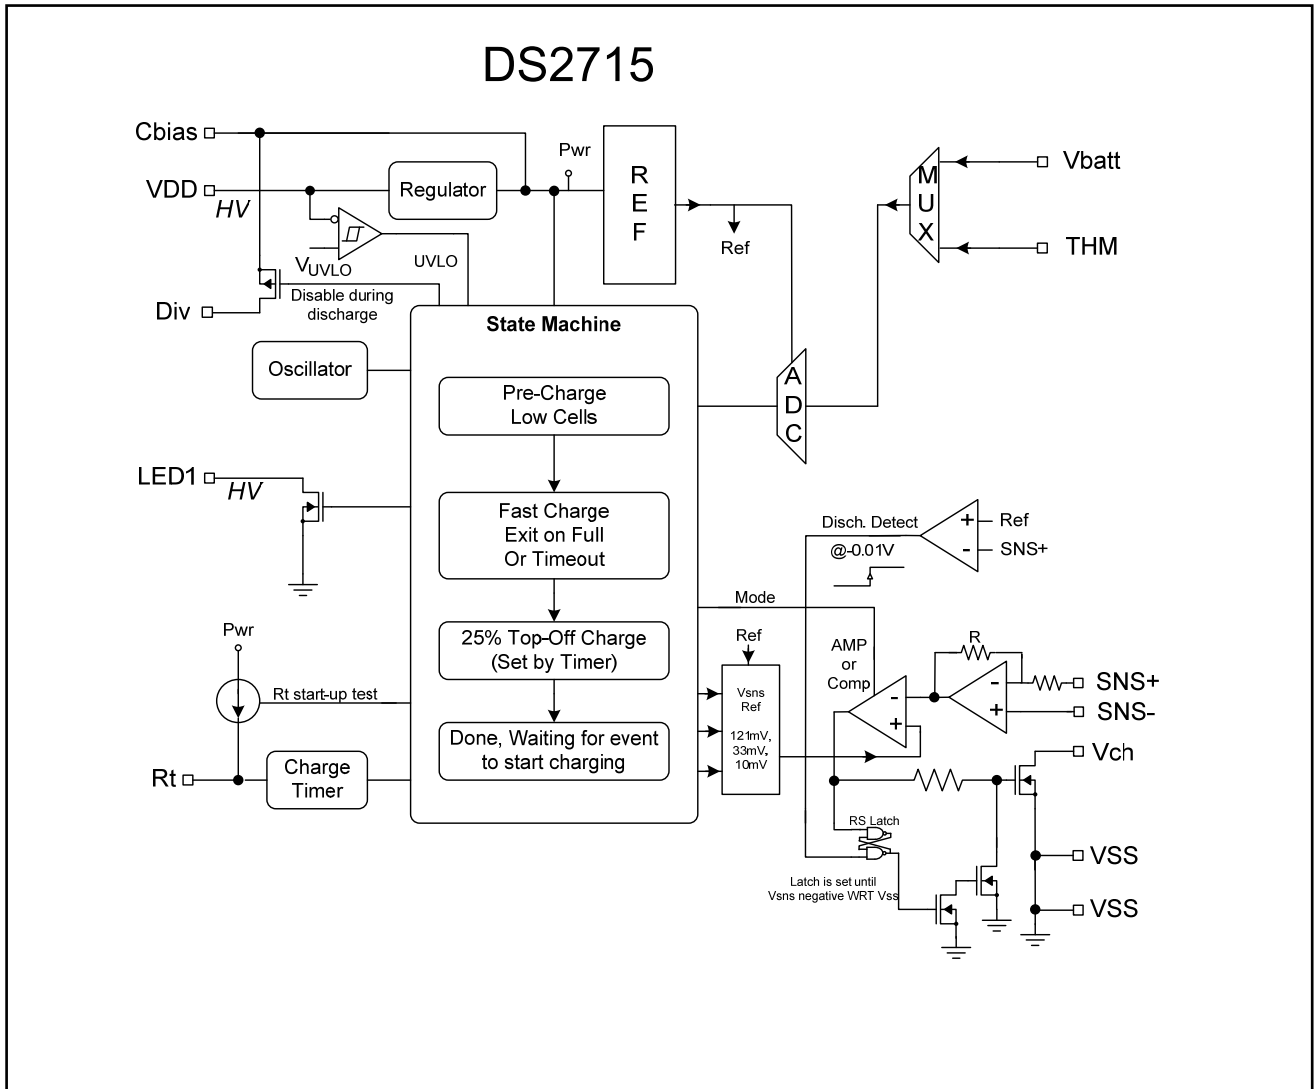 DS2715
Cbias
VDD
HV
Regulator
Pwr
R
E
F
Ref
M
U
X
Vbatt
THM
VUVLO
UVLO
Disable during
discharge
Div
State Machine
Oscillator
Pre-Charge
Low Cells
A
D
C
LED1
HV
Fast Charge
Exit on Full
Or Timeout
Disch. Detect
@-0.01V
+
-
Ref
SNS+
Mode
Pwr
25% Top-Off Charge
(Set by Timer)
Ref
AMP
or
Comp
R
Rt start-up test
Vsns
Ref
121mV,
33mV,
10mV
-
+
-
+
SNS+
SNS-
Done, Waiting for event
to start charging
Vch
Rt
Charge
Timer
RS Latch
Latch is set until
Vsns negative WRT Vss
VSS
VSS